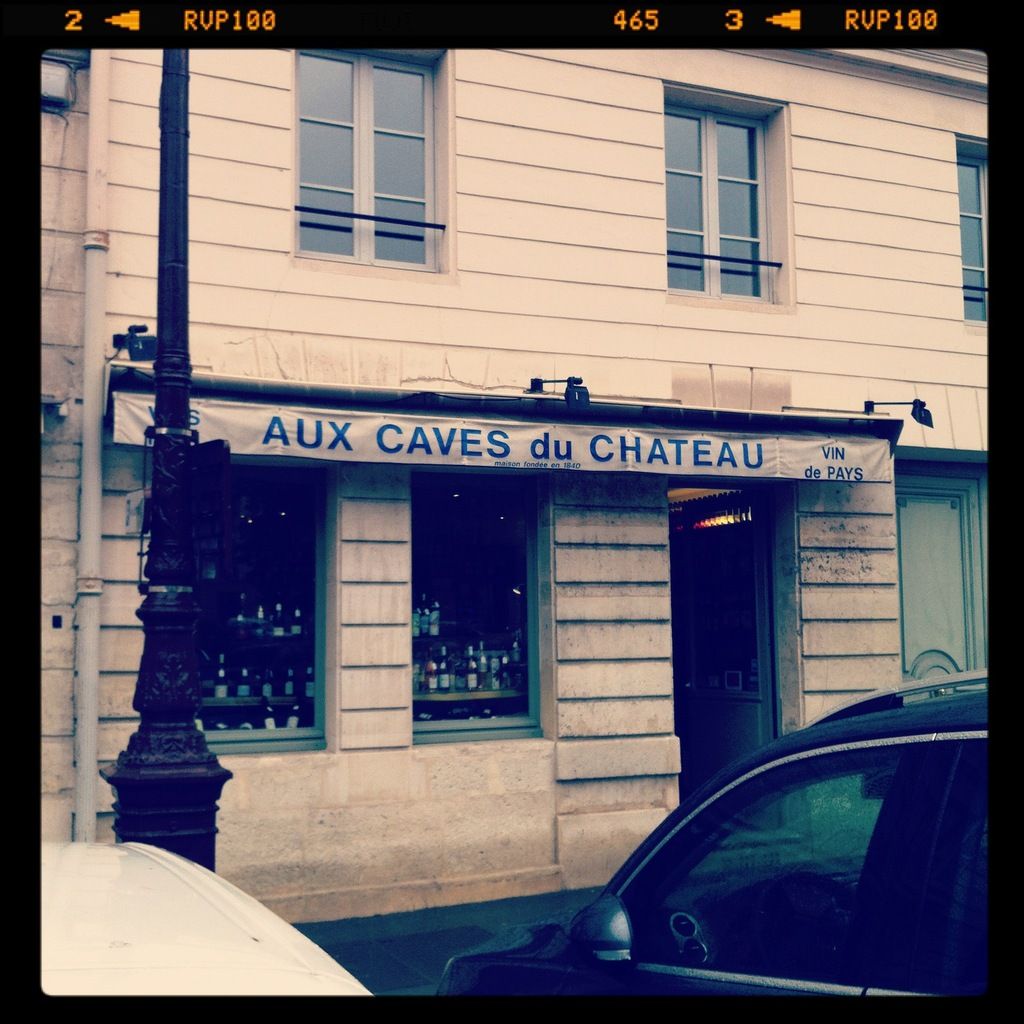 2 RVP100 465 3 RVP100
AUX CAVES du CHATEAU
maison fondée en 1840
VIN
de PAYS